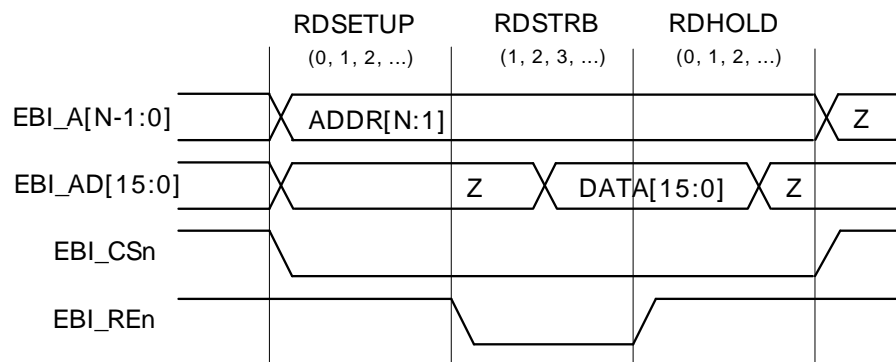 RDSETUP RDSTRB RDHOLD
(0, 1, 2, ...) (1, 2, 3, ...) (0, 1, 2, ...)
EBI_A[N-1:0] ADDR[N:1] Z
EBI_AD[15:0] Z DATA[15:0] Z
EBI_CSn
EBI_REn